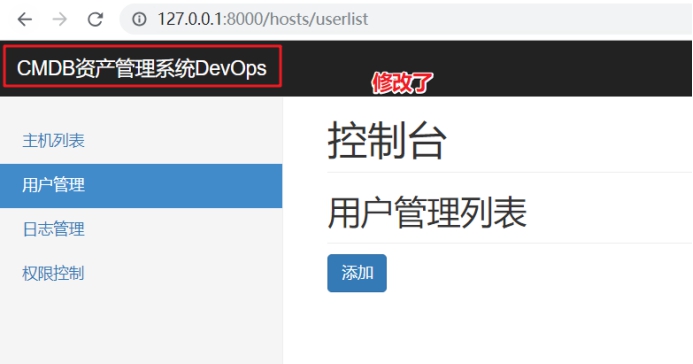 127.0.0.1:8000/hosts/userlist
CMDB资产管理系统DevOps
修改了
主机列表
用户管理
日志管理
权限控制
控制台
用户管理列表
添加